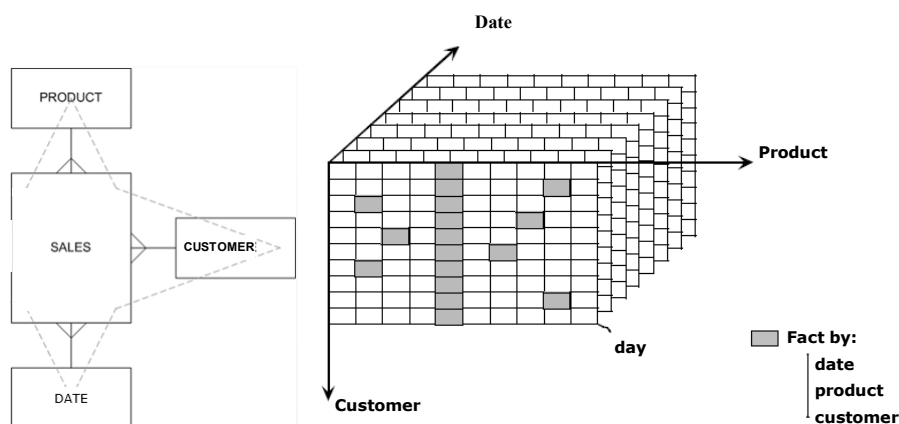 PRODUCT
SALES
CUSTOMER
DATE
Date
Product
day
Customer
Fact by:
date
product
customer